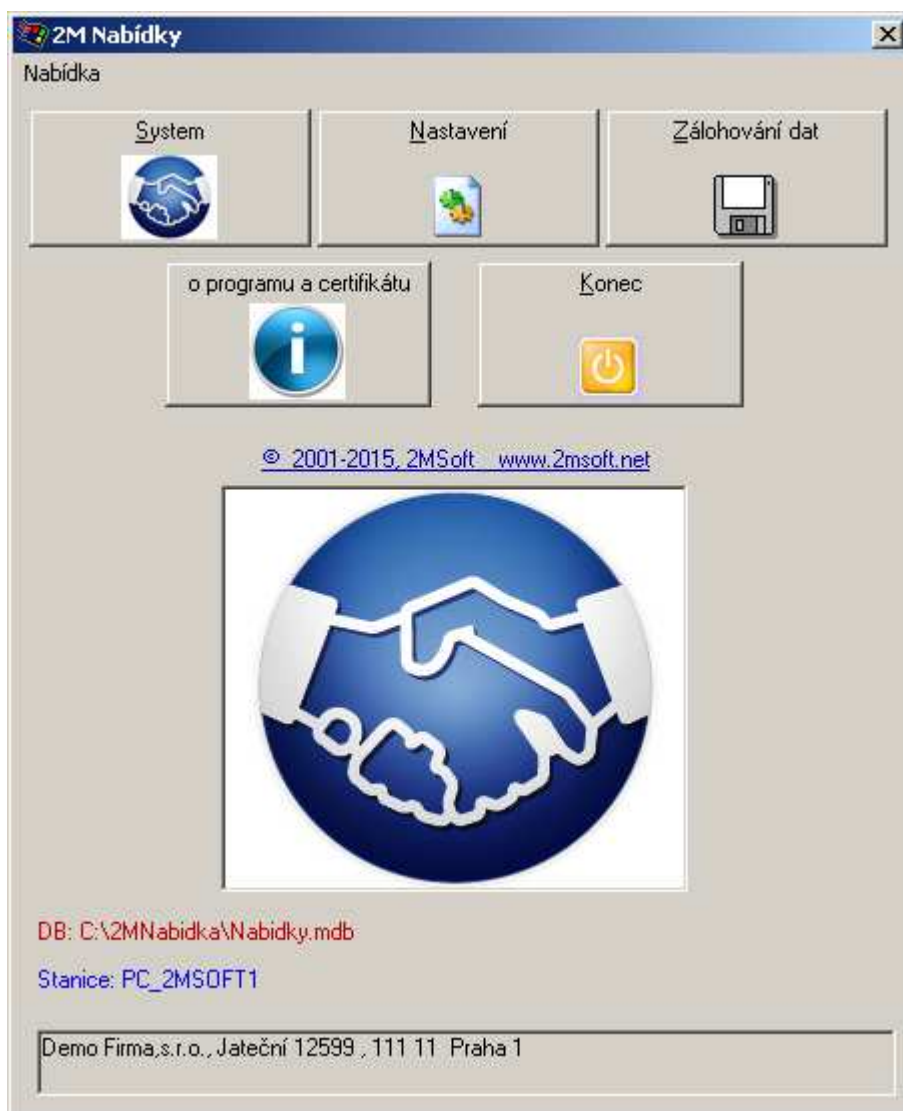 2M Nabídky
Nabídka
System
Nastavení
Zálohování dat
o programu a certifikátu
Konec
© 2001-2015, 2MSoft www.2msoft.net
DB: C:\2MNabidka\Nabidky.mdb
Stanice: PC_2MSOFT1
Demo Firma,s.r.o., Jateční 12599 , 111 11 Praha 1